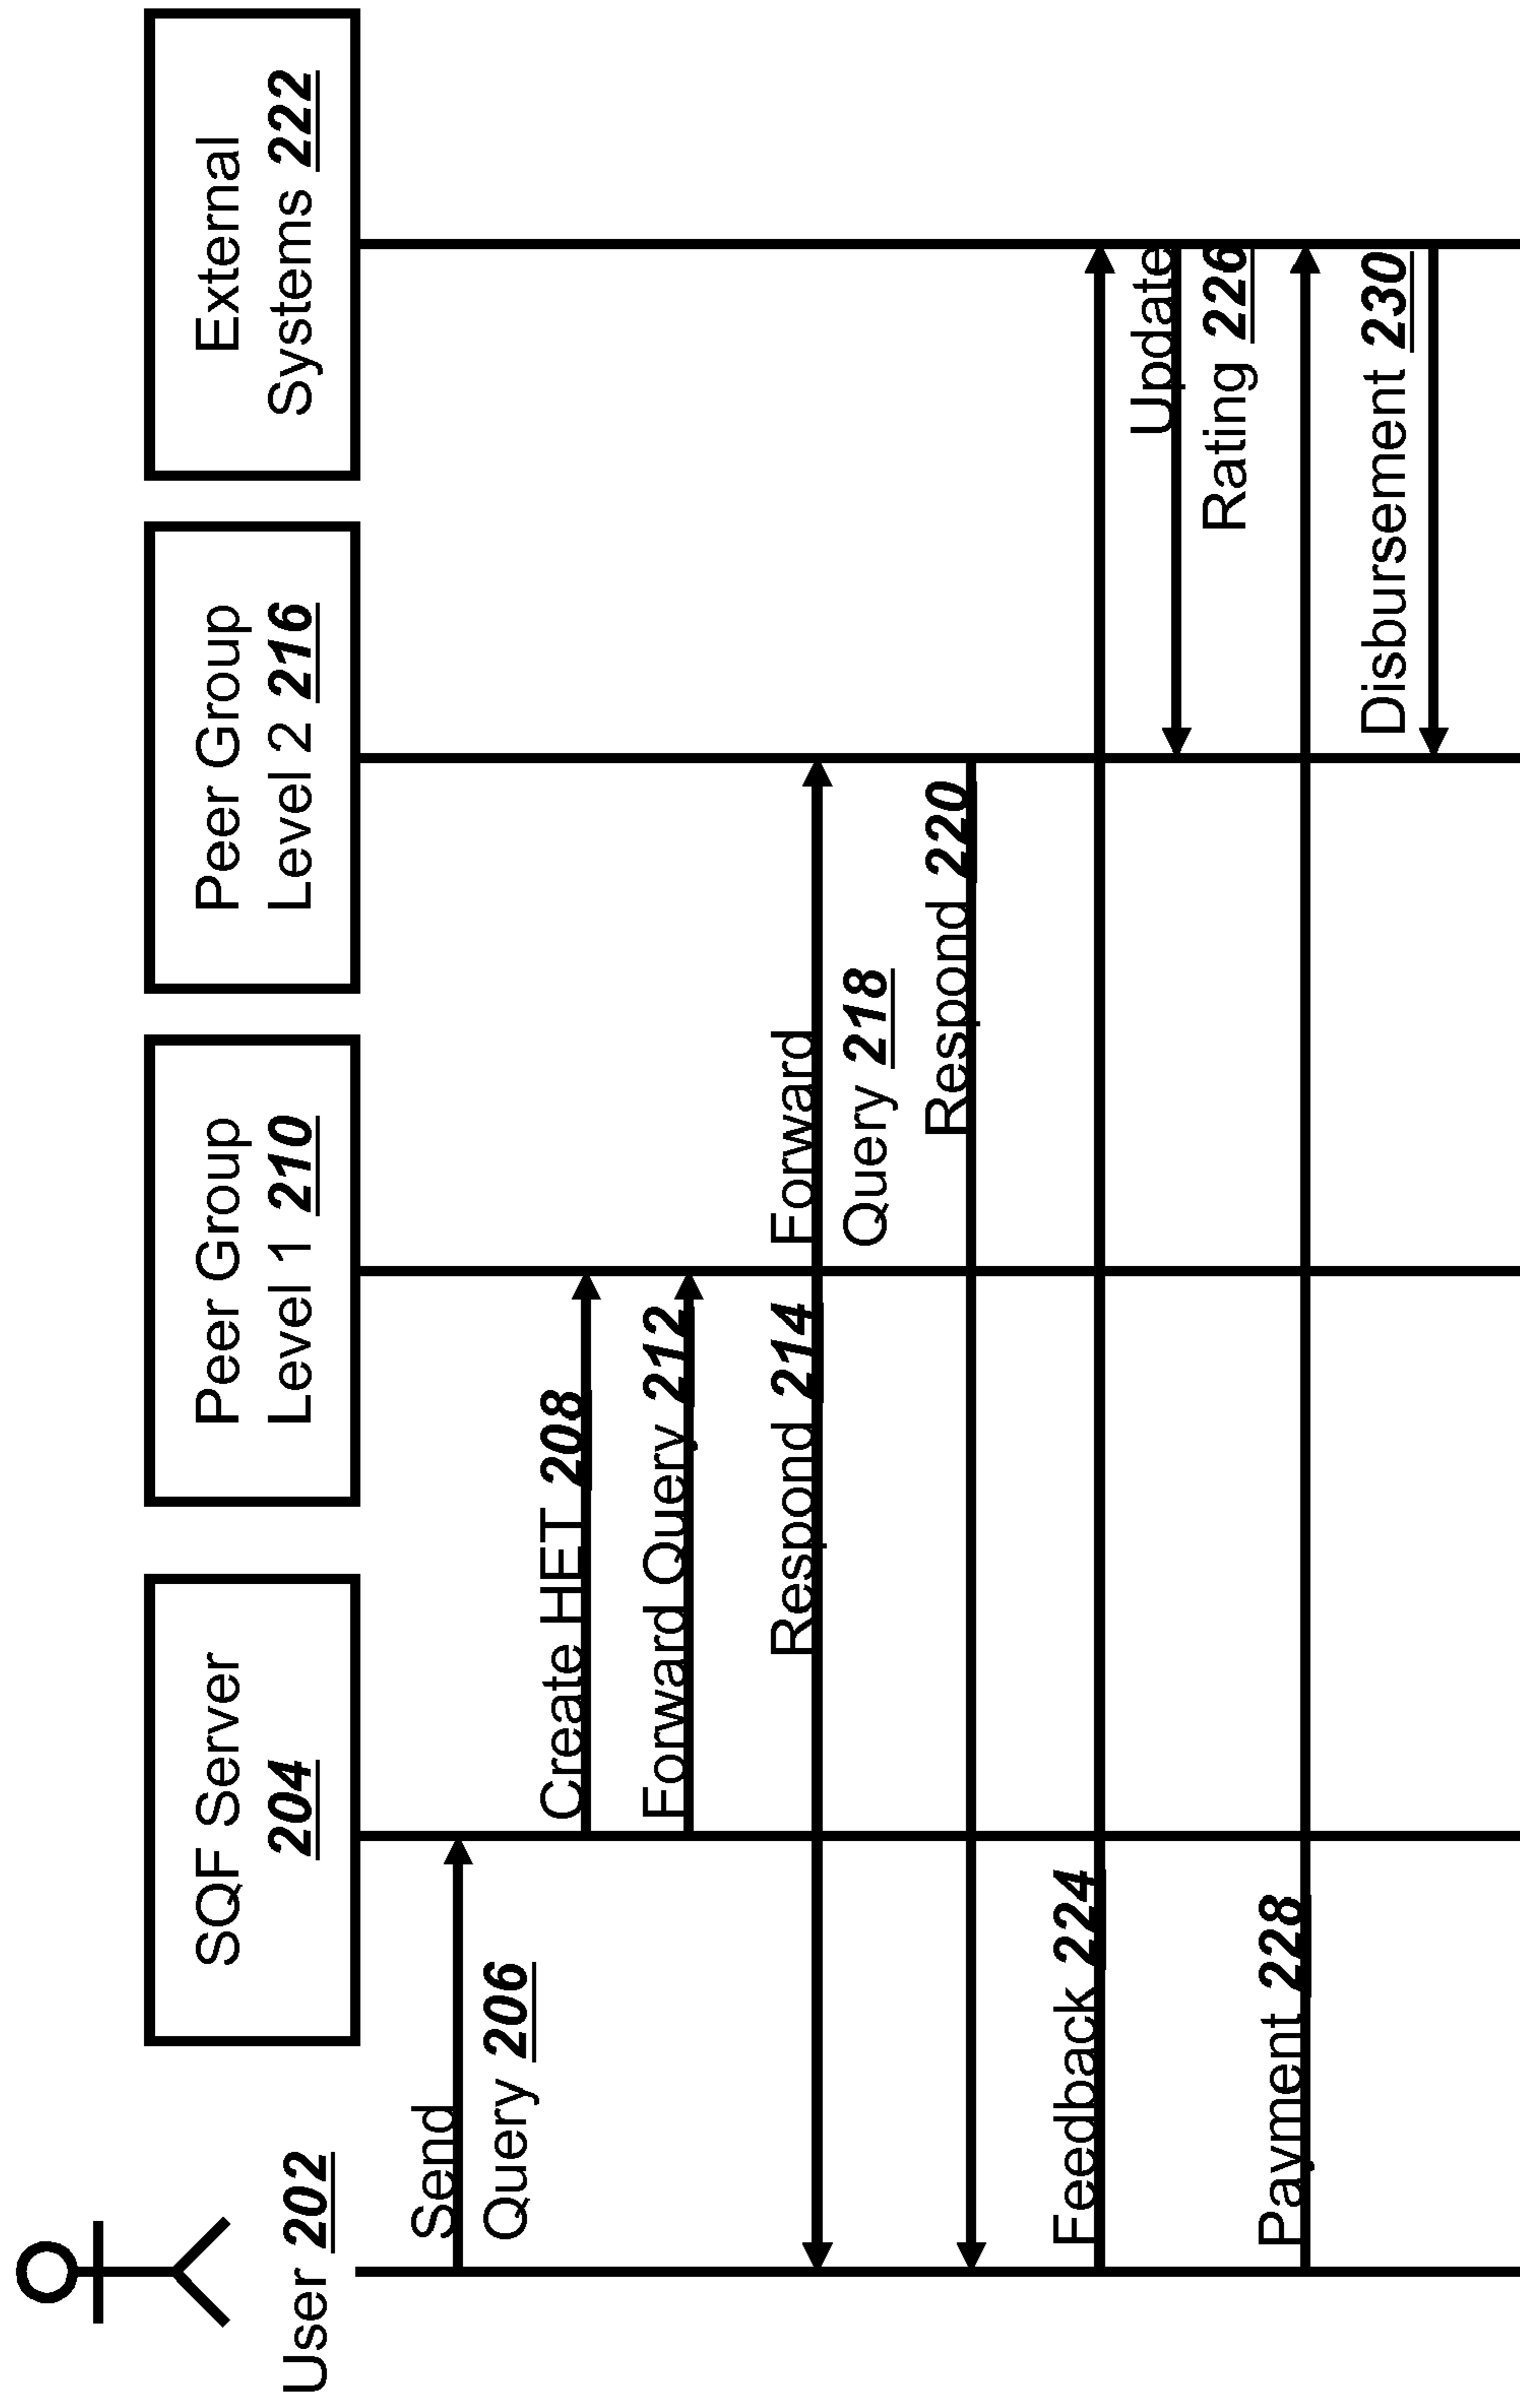 User 202
SQF Server
204
Peer Group
Level 1 210
Peer Group
Level 2 216
External
Systems 222
Send
Query 206
Create HFT 208
Forward Query 212
Respond 214
Forward
Query 218
Respond 220
Feedback 224
Update
Rating 226
Payment 228
Disbursement 230